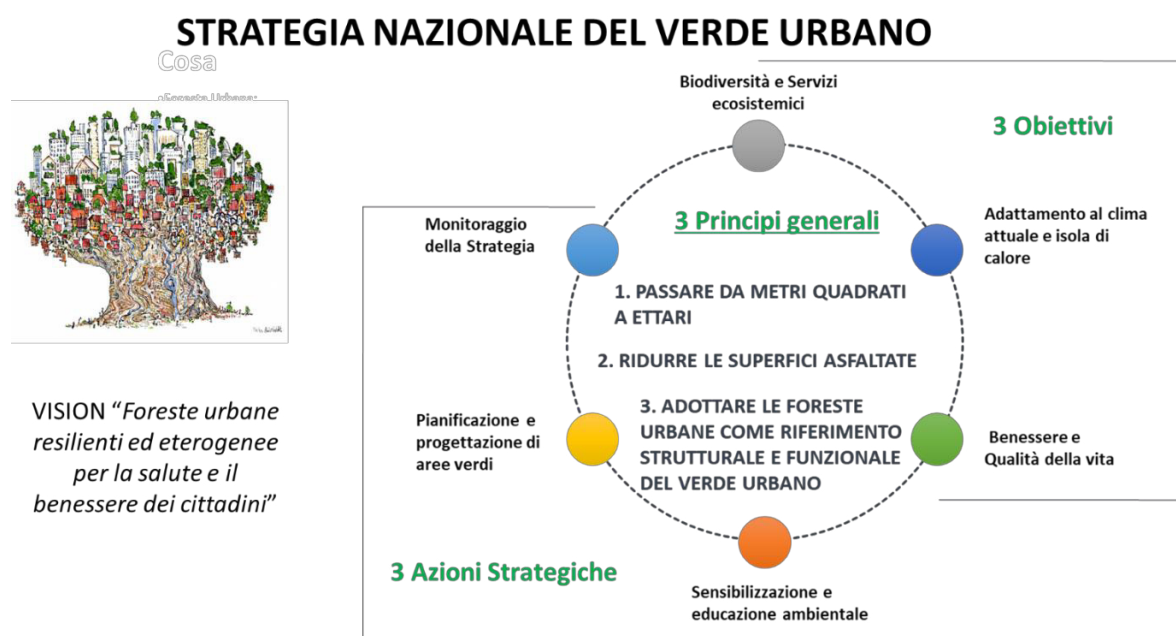 STRATEGIA NAZIONALE DEL VERDE URBANO
Cosa
Biodiversità e Servizi
ecosistemici
3 Obiettivi
Monitoraggio
della Strategia
3 Principi generali
Adattamento al clima
attuale e isola di
calore
1. PASSARE DA METRI QUADRATI
A ETTARI
2. RIDURRE LE SUPERFICI ASFALTATE
3. ADOTTARE LE FORESTE
URBANE COME RIFERIMENTO
STRUTTURALE E FUNZIONALE
DEL VERDE URBANO
VISION "Foreste urbane
resilienti ed eterogenee
per la salute e il
benessere dei cittadini"
Pianificazione e
progettazione di
aree verdi
Benessere e
Qualità della vita
3 Azioni Strategiche
Sensibilizzazione e
educazione ambientale